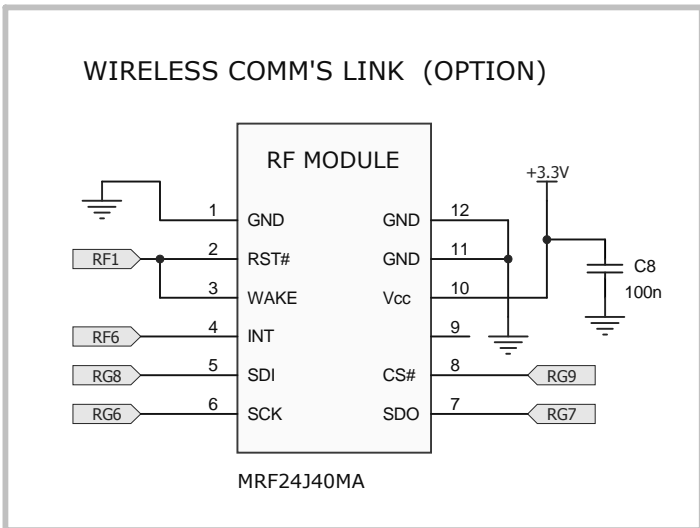 WIRELESS COMM'S LINK (OPTION)
RF MODULE
+3.3V
1 GND GND 12
RF1 2 RST# GND 11
C8
3 WAKE Vcc 10
100n
RF6 4 INT 9
RG8 5 SDI CS# 8 RG9
RG6 6 SCK SDO 7 RG7
MRF24J40MA